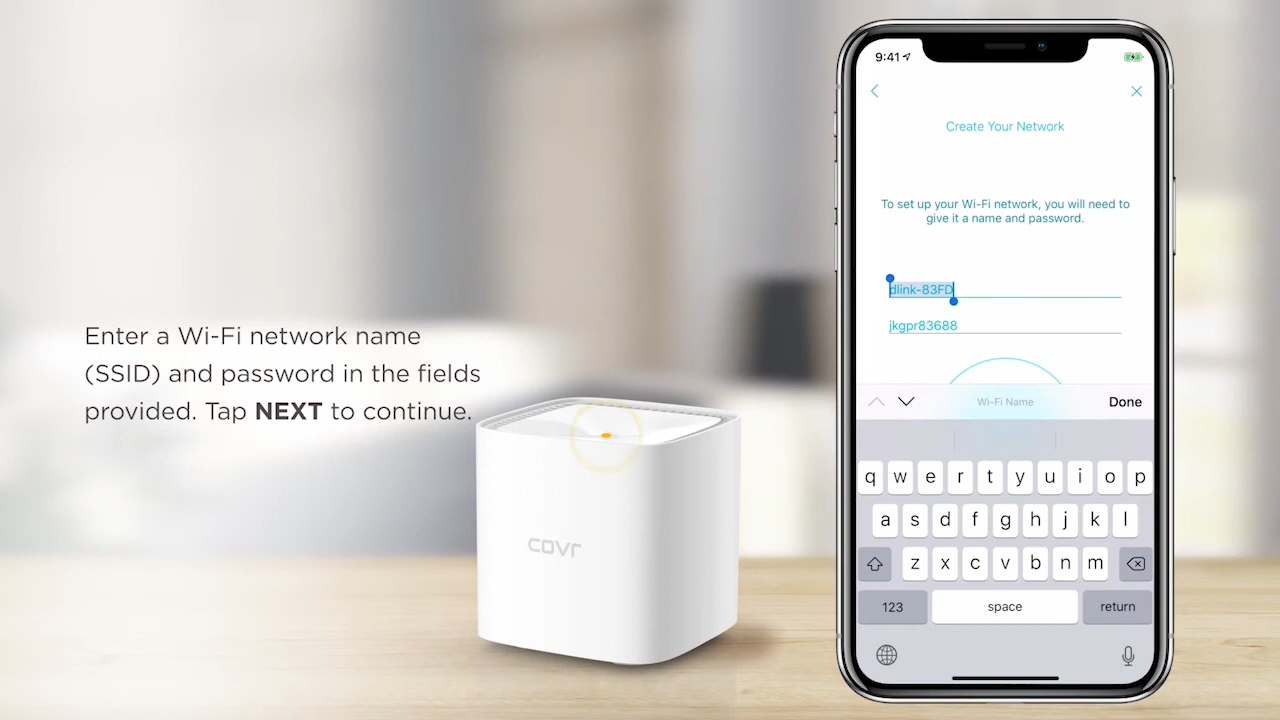 Enter a Wi-Fi network name
(SSID) and password in the fields
provided. Tap NEXT to continue.
covr
9:41
Create Your Network
To set up your Wi-Fi network, you will need to
give it a name and password.
dlink-83FD
jkgpr83688
Wi-Fi Name
Done
q w e r t y u i o p
a s d f g h j k l
z x c v b n m
123 space return